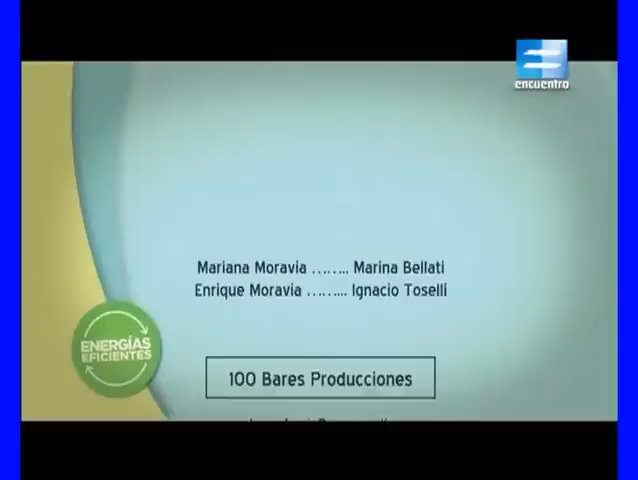 encuentro
Mariana Moravia ........ Marina Bellati
Enrique Moravia ......... Ignacio Toselli
ENERGÍAS
EFICIENTES
100 Bares Producciones